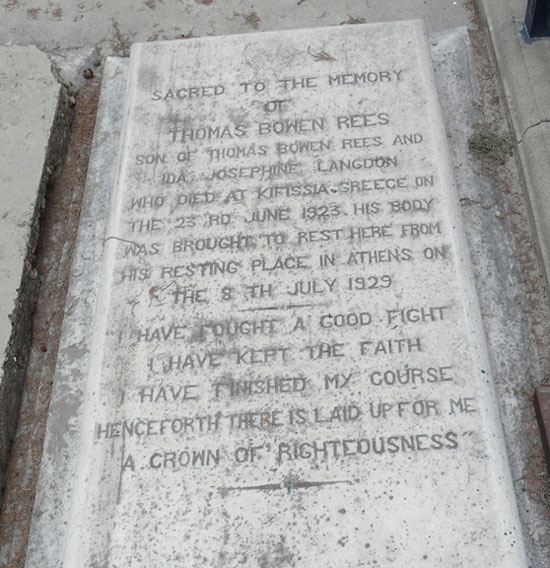 SACRED TO THE MEMORY
OF
THOMAS BOWEN REES
SON OF THOMAS BOWEN REES AND
IDA JOSEPHINE LANGDON
WHO DIED AT KIFISSIA-GREECE ON
THE 23 RD JUNE 1923. HIS BODY
WAS BROUGHT TO REST HERE FROM
HIS RESTING PLACE IN ATHENS ON
THE 8 TH JULY 1929
"I HAVE FOUGHT A GOOD FIGHT
I HAVE KEPT THE FAITH
I HAVE FINISHED MY COURSE
HENCEFORTH THERE IS LAID UP FOR ME
A CROWN OF RIGHTEOUSNESS"